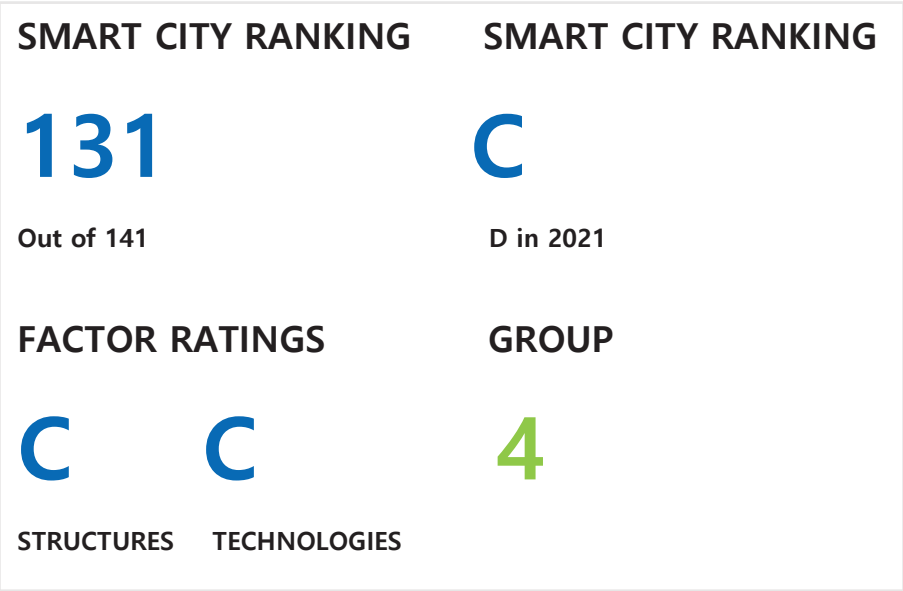 SMART CITY RANKING
131
Out of 141
SMART CITY RANKING
C
D in 2021
FACTOR RATINGS
C C
STRUCTURES TECHNOLOGIES
GROUP
4